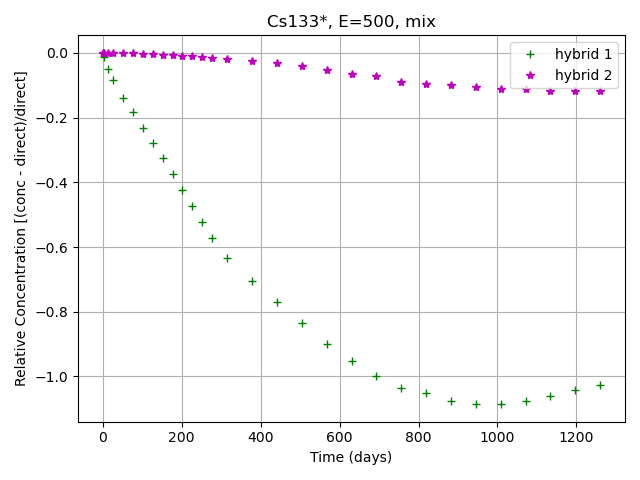 Cs133*, E=500, mix
hybrid 1
hybrid 2
Relative Concentration [(conc - direct)/direct]
0.0
−0.2
−0.4
−0.6
−0.8
−1.0
0 200 400 600 800 1000 1200
Time (days)